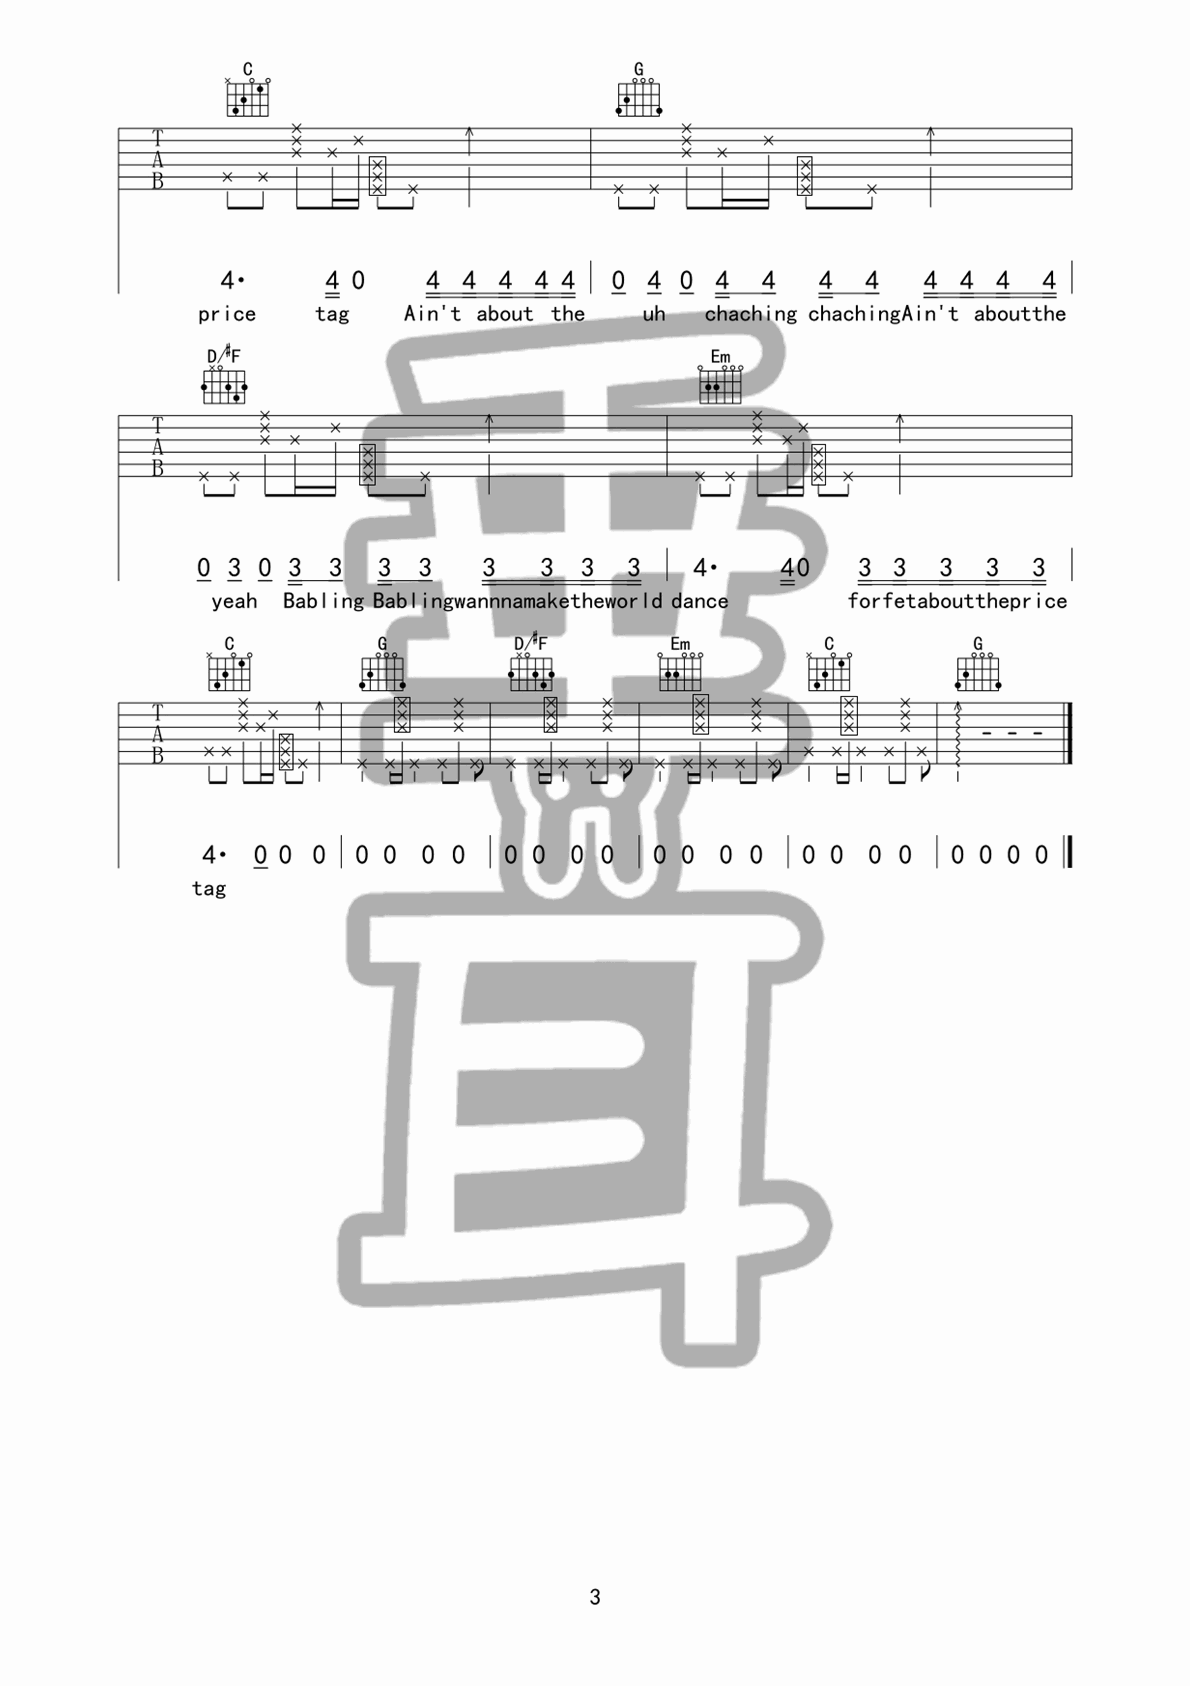 C G
T
A
B
4· 4 0 4 4 4 4 4 0 4 0 4 4 4 4 4 4 4 4
price tag Ain't about the uh chaching chachingAin't aboutthe
D/#F Em
T
A
B
0 3 0 3 3 3 3 3 3 3 3 4· 40 3 3 3 3 3
yeah Babling Bablingwannnamaketheworld dance forfetabouttheprice
C G D/#F Em C G
T
A
B
4· 0 0 0 0 0 0 0 0 0 0 0 0 0 0 0 0 0 0 0 0 0 0 0
tag
3